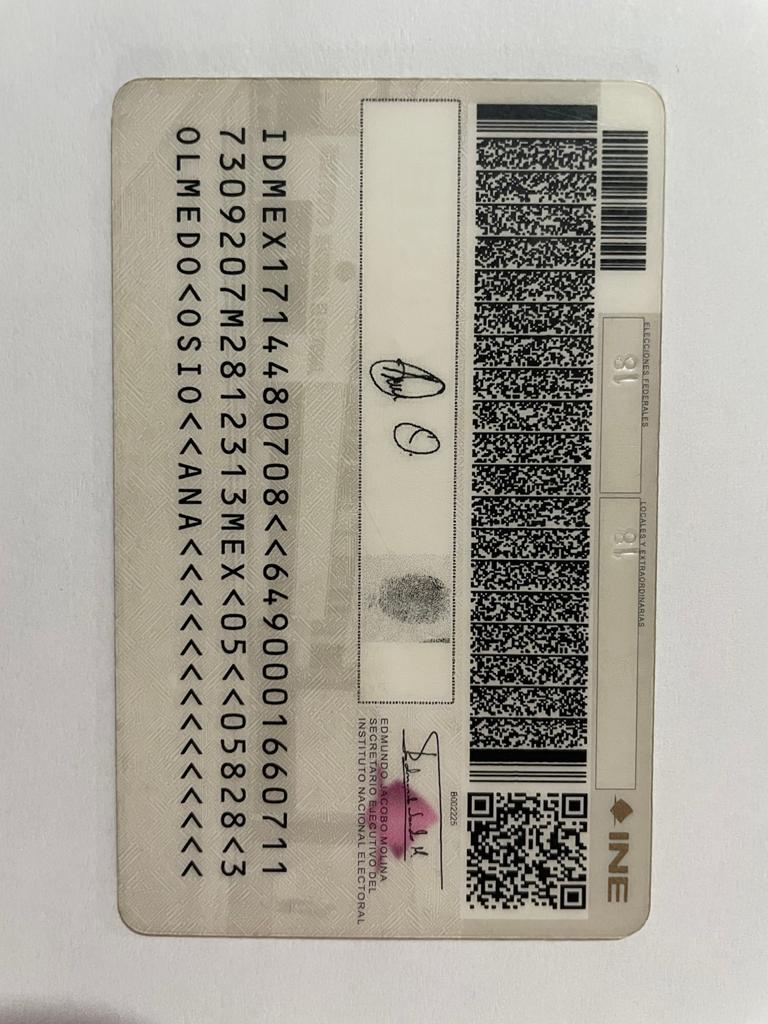 ELECCIONES FEDERALES
18
LOCALES Y EXTRAORDINARIAS
18
INE
B002225
EDMUNDO JACOBO MOLINA
SECRETARIO EJECUTIVO DEL
INSTITUTO NACIONAL ELECTORAL
IDMEX1714480708<<6490001660711
7309207M2812313MEX<05<<05828<3
OLMEDO<OSIO<<ANA<<<<<<<<<<<<<<